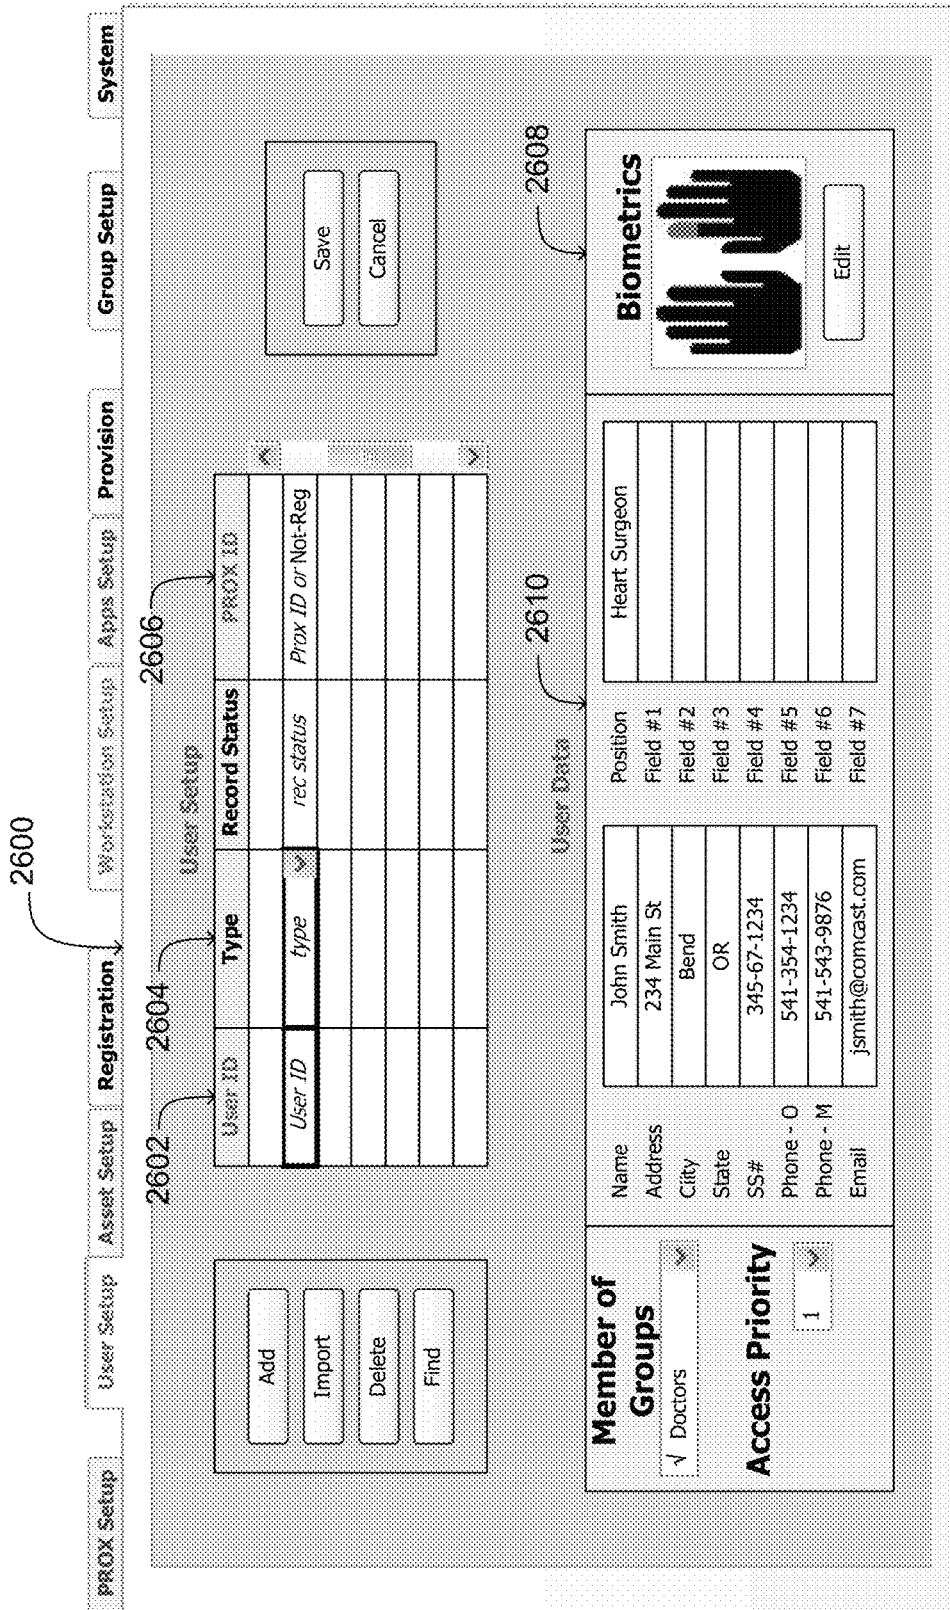 2600
PROX Setup User Setup Asset Setup Registration Workstation Setup Apps Setup Provision Group Setup System
2602 2604 User Setup 2606
User ID Type Record Status PROX ID
User ID type rec status Prox ID or Not-Reg
Add
Import
Delete
Find
Save
Cancel
User Data 2610 2608
Member of
Groups
√ Doctors
Access Priority
1
Name John Smith Position Heart Surgeon
Address 234 Main St Field #1
Ciity Bend Field #2
State OR Field #3
SS# 345-67-1234 Field #4
Phone - O 541-354-1234 Field #5
Phone - M 541-543-9876 Field #6
Email jsmith@comcast.com Field #7
Biometrics
Edit